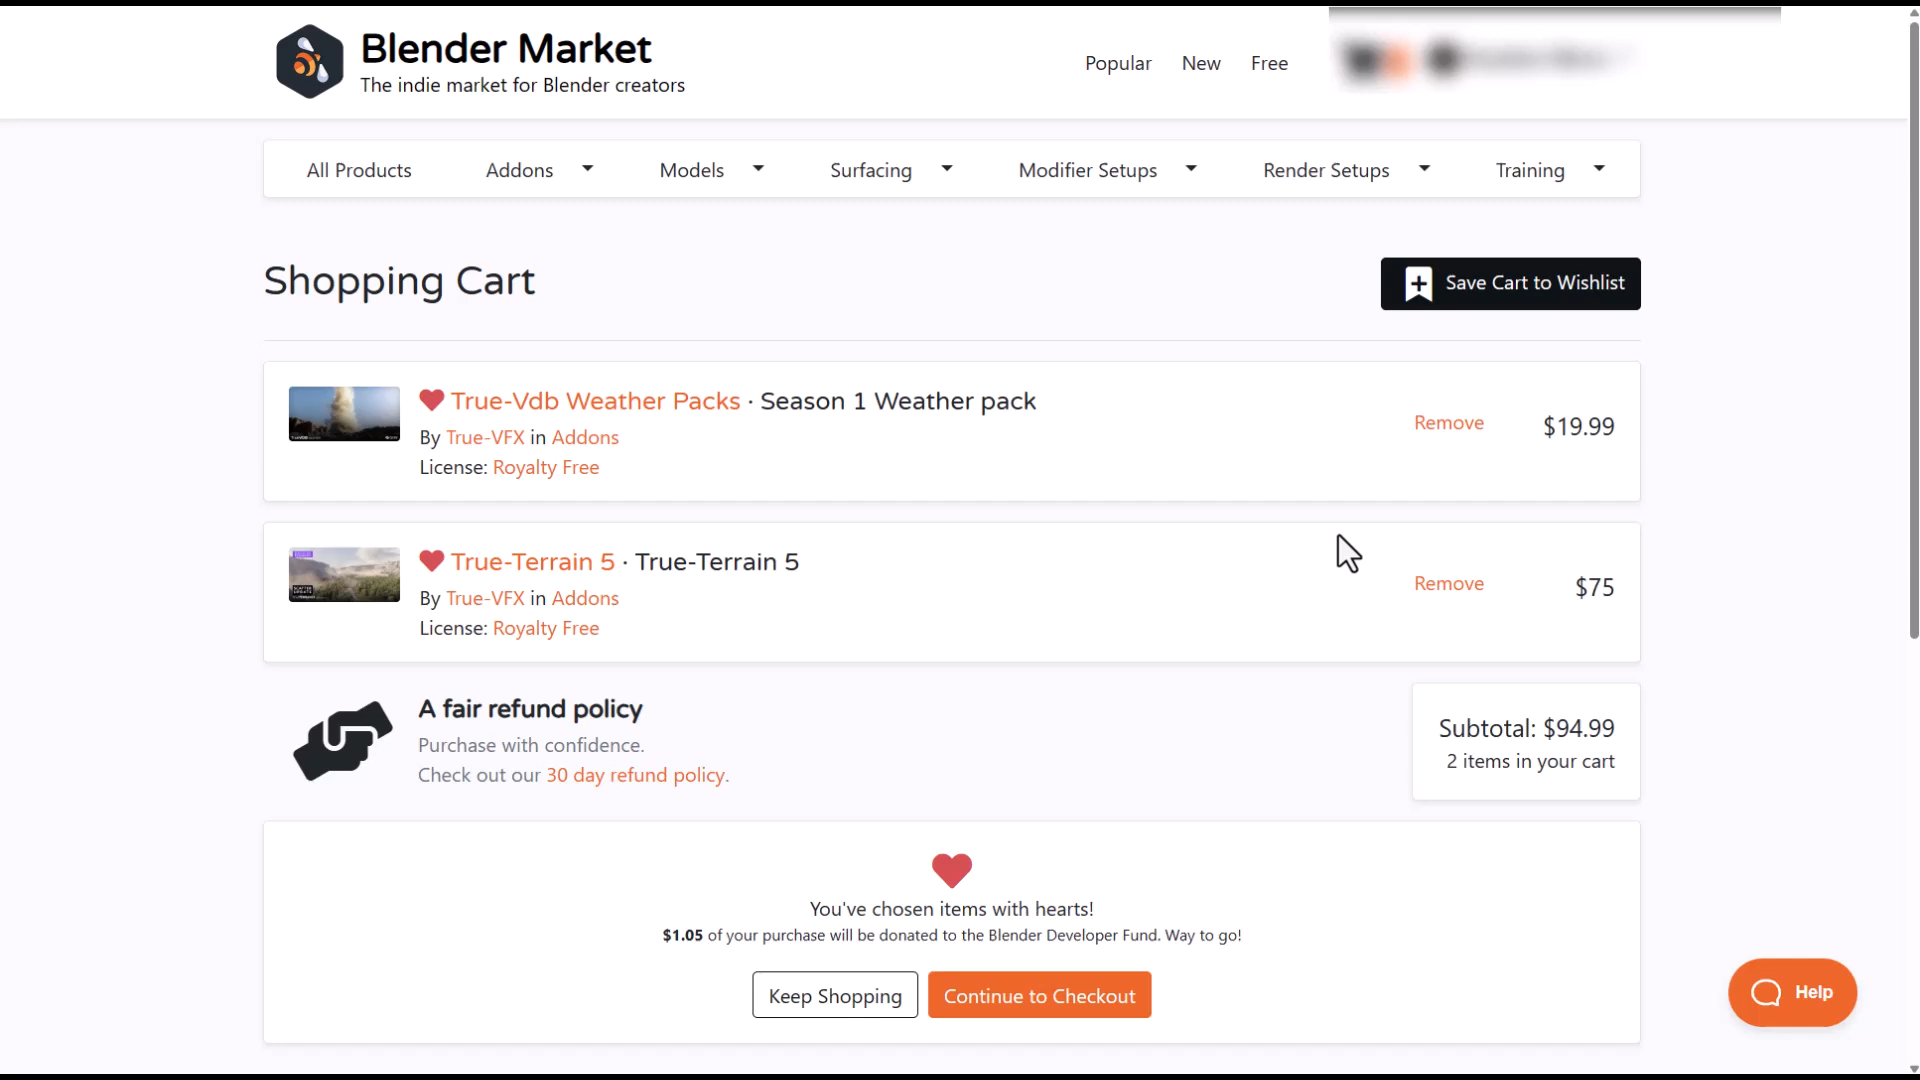 Blender Market
The indie market for Blender creators
Popular New Free
All Products Addons Models Surfacing Modifier Setups Render Setups Training
Shopping Cart
Save Cart to Wishlist
True-Vdb Weather Packs · Season 1 Weather pack
By True-VFX in Addons
License: Royalty Free
Remove
$19.99
True-Terrain 5 · True-Terrain 5
By True-VFX in Addons
License: Royalty Free
Remove
$75
A fair refund policy
Purchase with confidence.
Check out our 30 day refund policy.
Subtotal: $94.99
2 items in your cart
You've chosen items with hearts!
$1.05 of your purchase will be donated to the Blender Developer Fund. Way to go!
Keep Shopping
Continue to Checkout
Help